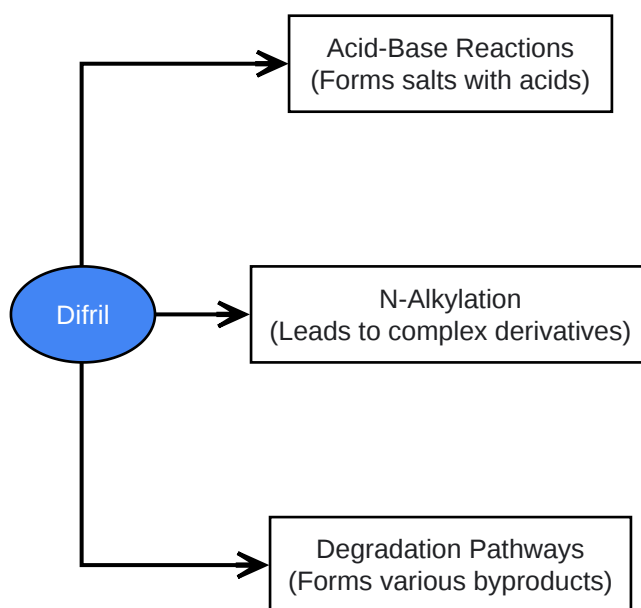 Acid-Base Reactions
(Forms salts with acids)
Difril
N-Alkylation
(Leads to complex derivatives)
Degradation Pathways
(Forms various byproducts)